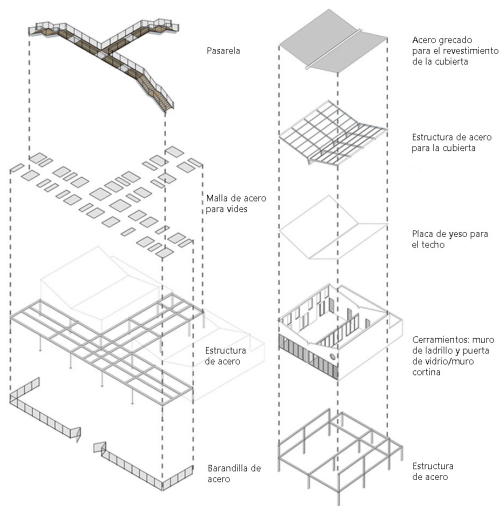 Pasarela
Malla de acero
para vides
Estructura
de acero
Barandilla de
acero
Acero grecado
para el revestimiento
de la cubierta
Estructura de acero
para la cubierta
Placa de yeso para
el techo
Cerramientos: muro
de ladrillo y puerta
de vidrio/muro
cortina
Estructura
de acero